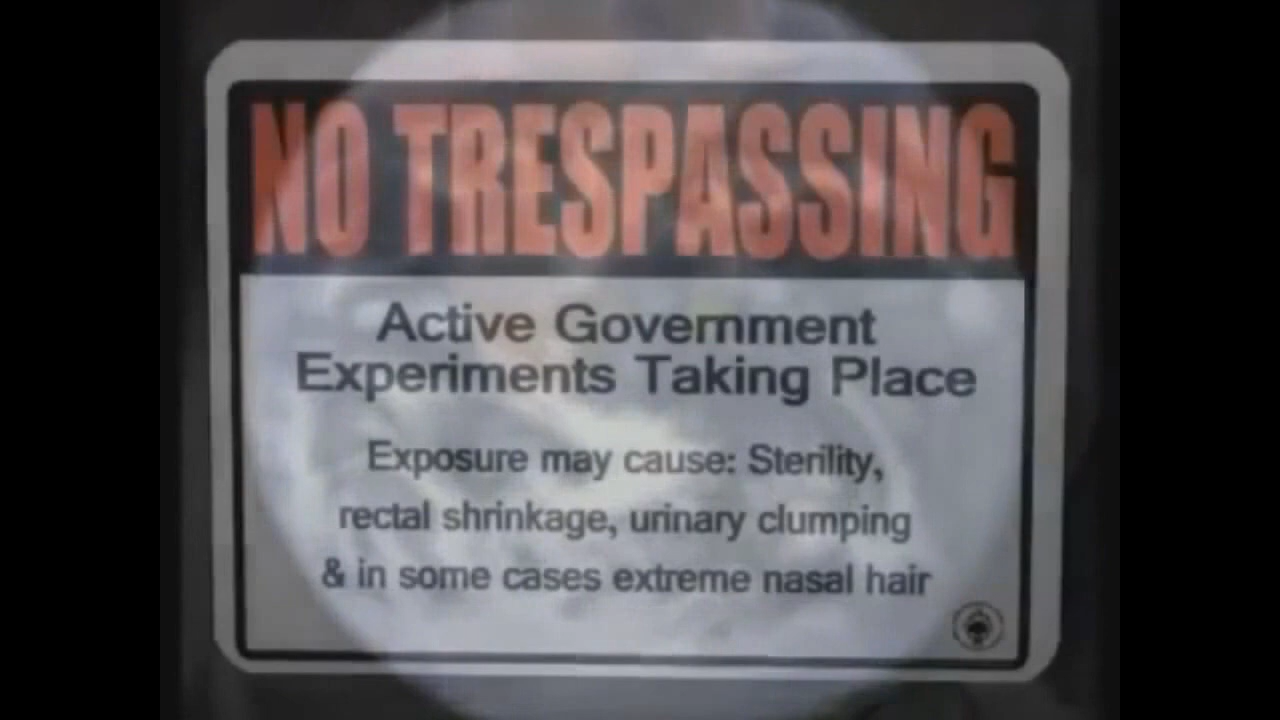 NO TRESPASSING
Active Government
Experiments Taking Place
Exposure may cause: Sterility,
rectal shrinkage, urinary clumping
& in some cases extreme nasal hair